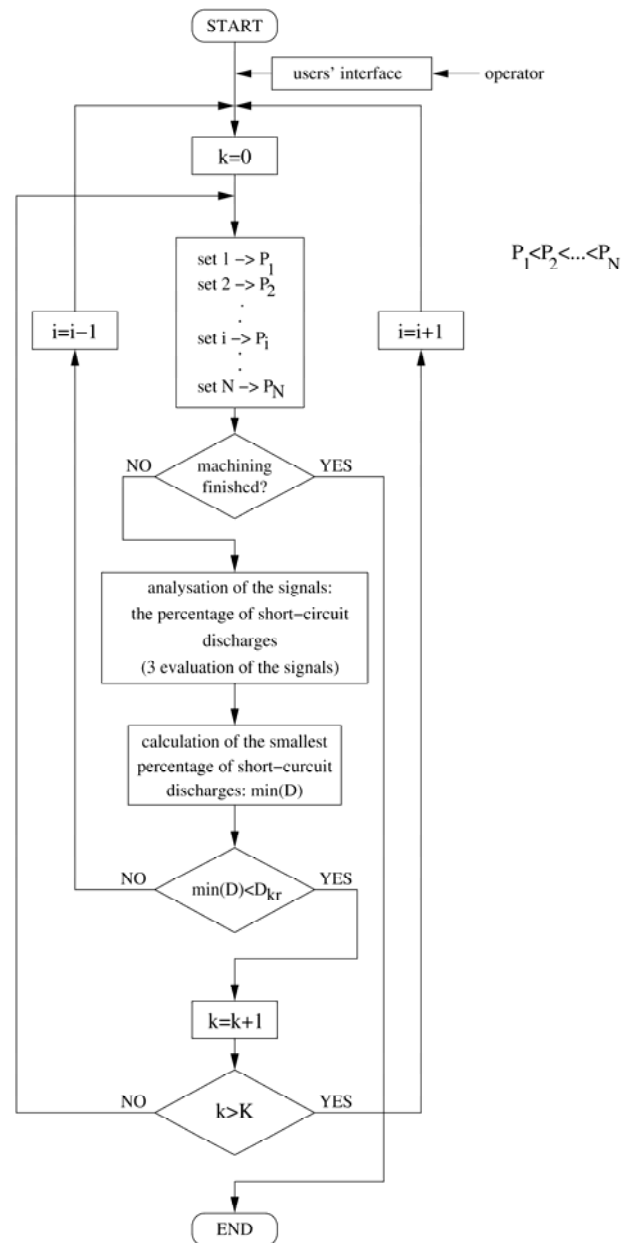 START
users' interface
operator
k=0
set 1 −> P1
set 2 −> P2
.
.
set i −> Pi
.
.
set N −> PN
P1<P2<...<PN
i=i−1
i=i+1
machining
finished?
NO
YES
analysation of the signals:
the percentage of short−circuit
discharges
(3 evaluation of the signals)
calculation of the smallest
percentage of short−curcuit
discharges: min(D)
NO
min(D)<Dkr
YES
k=k+1
NO
k>K
YES
END